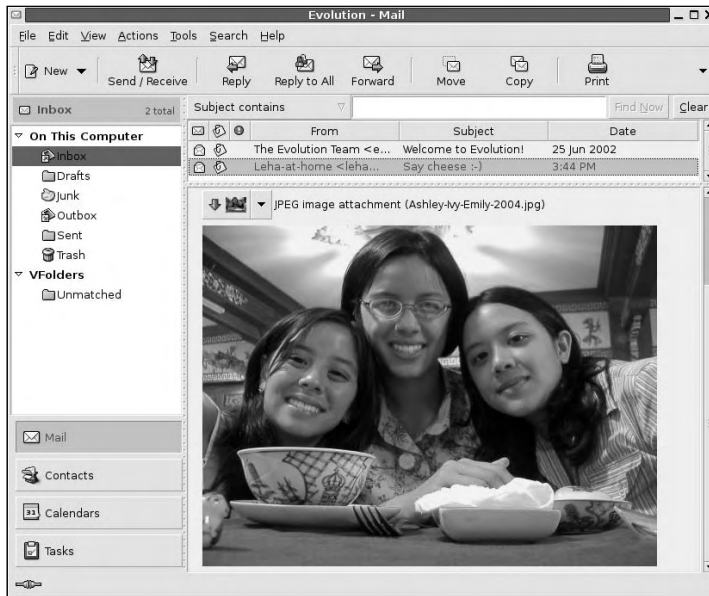 Evolution - Mail
File Edit View Actions Tools Search Help
New Send / Receive Reply Reply to All Forward Move Copy Print
Inbox 2 total
Subject contains Find Now Clear
From Subject Date
The Evolution Team <e... Welcome to Evolution! 25 Jun 2002
Leha-at-home <leha... Say cheese :-) 3:44 PM
On This Computer
Inbox
Drafts
Junk
Outbox
Sent
Trash
VFolders
Unmatched
JPEG image attachment (Ashley-Ivy-Emily-2004.jpg)
Mail
Contacts
31 Calendars
Tasks